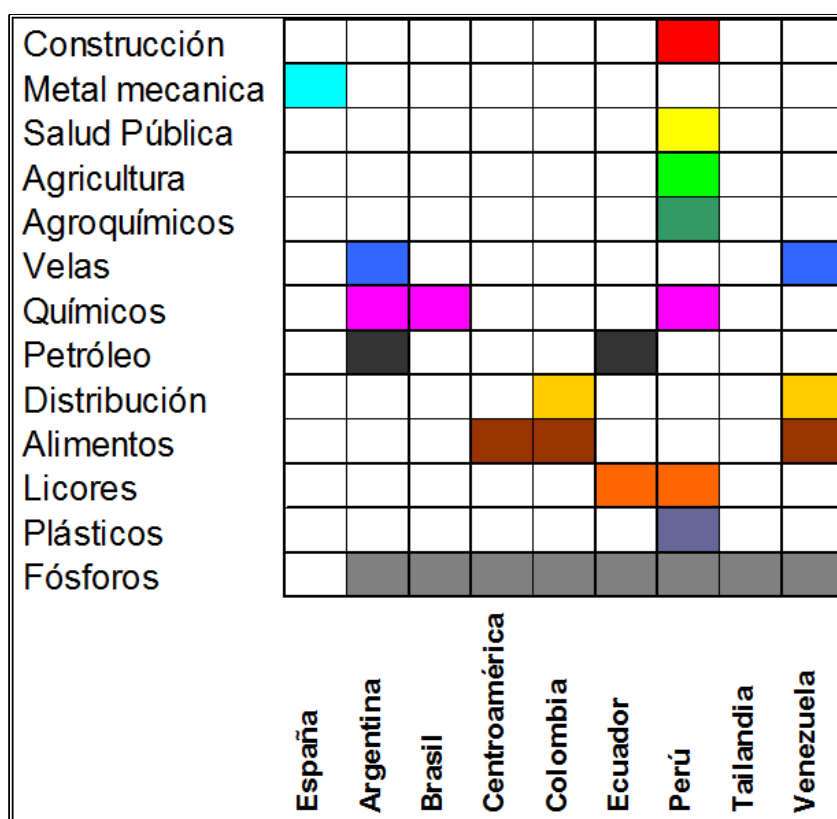 Construcción
Metal mecanica
Salud Pública
Agricultura
Agroquímicos
Velas
Químicos
Petróleo
Distribución
Alimentos
Licores
Plásticos
Fósforos
España
Argentina
Brasil
Centroamérica
Colombia
Ecuador
Perú
Tailandia
Venezuela